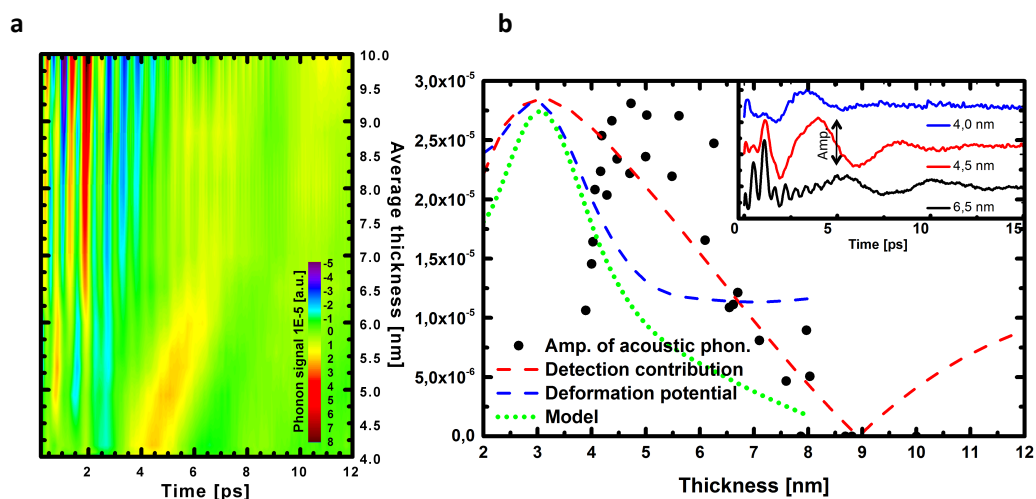 a
10.0
9.5
9.0
8.5
8.0
7.5
7.0
6.5
6.0
5.5
5.0
4.5
4.0
Average thickness [nm]
Phonon signal 1E-5 [a.u.]
-5
-4
-3
-2
-1
-0
1
2
3
4
5
6
7
8
2 4 6 8 10 12
Time [ps]
b
3,0x10⁻⁵
2,5x10⁻⁵
2,0x10⁻⁵
1,5x10⁻⁵
1,0x10⁻⁵
5,0x10⁻⁶
0,0
2 3 4 5 6 7 8 9 10 11 12
Thickness [nm]
Amp. of acoustic phon.
Detection contribution
Deformation potential
Model
Amp
4,0 nm
4,5 nm
6,5 nm
0 5 10 15
Time [ps]